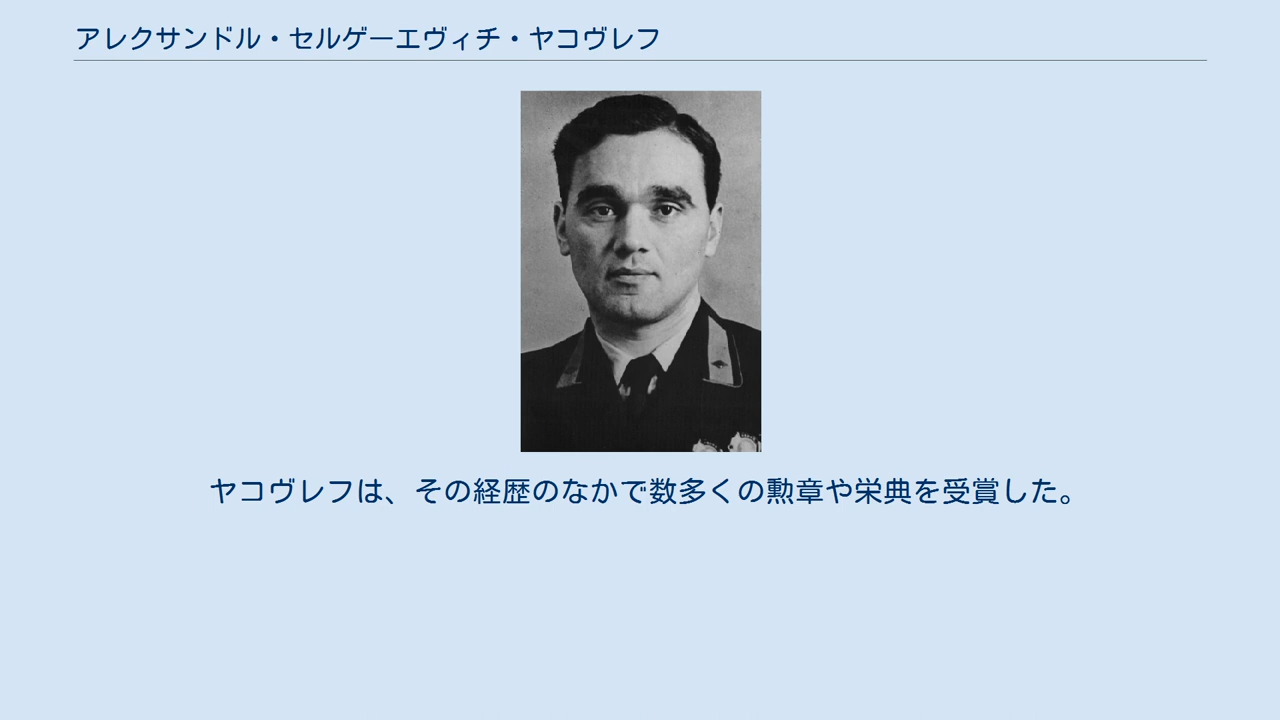 アレクサンドル・セルゲーエヴィチ・ヤコヴレフ
ヤコヴレフは、その経歴のなかで数多くの勲章や栄典を受賞した。